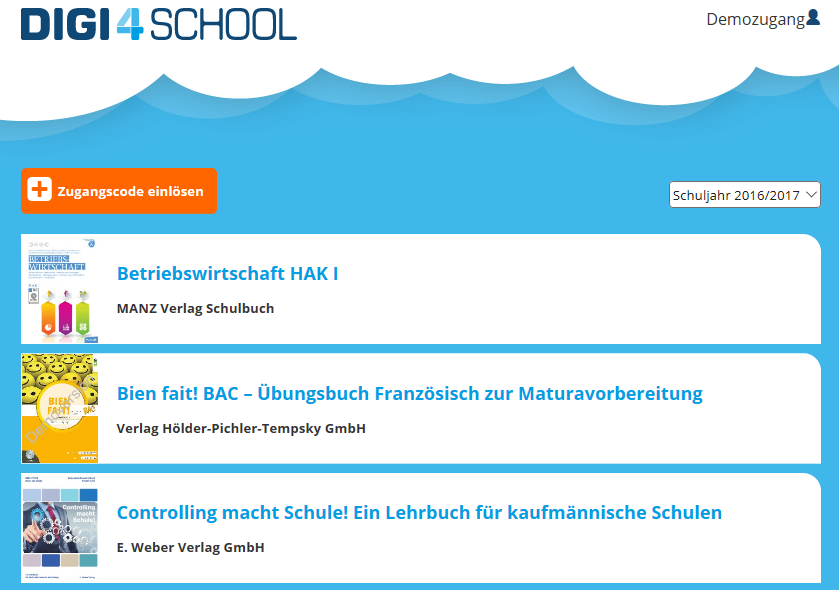 DIGI4SCHOOL
Demozugang
Zugangscode einlösen
Schuljahr 2016/2017
BETRIEBS-
WIRTSCHAFT
HAK
Betriebswirtschaft HAK I
MANZ Verlag Schulbuch
BIEN
FAIT!
BAC
Bien fait! BAC – Übungsbuch Französisch zur Maturavorbereitung
Verlag Hölder-Pichler-Tempsky GmbH
Controlling
macht
Schule!
Controlling macht Schule! Ein Lehrbuch für kaufmännische Schulen
E. Weber Verlag GmbH